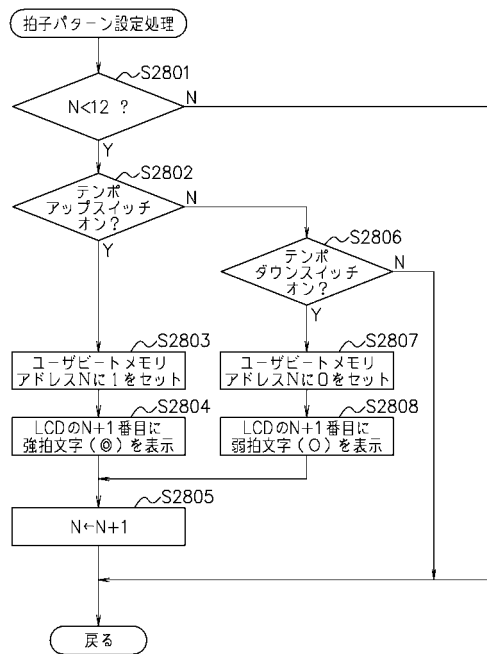 拍子パターン設定処理
S2801
N<12 ?
N
Y
S2802
テンポ
アップスイッチ
オン?
N
Y
S2806
テンポ
ダウンスイッチ
オン?
N
Y
S2803
ユーザビートメモリ
アドレスNに1をセット
S2807
ユーザビートメモリ
アドレスNに0をセット
S2804
LCDのN+1番目に
強拍文字(◎)を表示
S2808
LCDのN+1番目に
弱拍文字(○)を表示
S2805
N←N+1
戻る